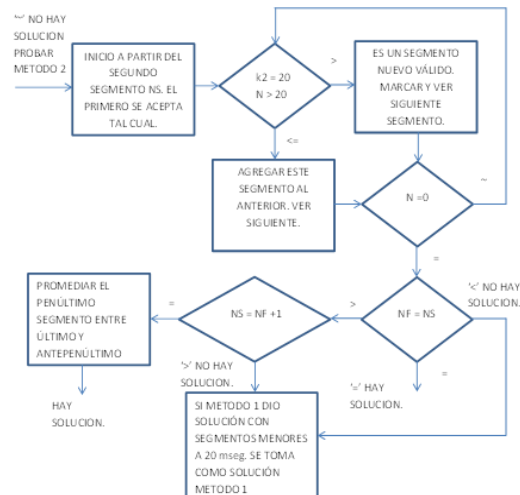 '~' NO HAY
SOLUCION
PROBAR
METODO 2
INICIO A PARTIR DEL
SEGUNDO
SEGMENTO NS. EL
PRIMERO SE ACEPTA
TAL CUAL.
k2 = 20
N > 20
>
ES UN SEGMENTO
NUEVO VÁLIDO.
MARCAR Y VER
SIGUIENTE
SEGMENTO.
<=
AGREGAR ESTE
SEGMENTO AL
ANTERIOR. VER
SIGUIENTE.
N =0
~
=
PROMEDIAR EL
PENÚLTIMO
SEGMENTO ENTRE
ÚLTIMO Y
ANTEPENÚLTIMO
=
NS = NF +1
>
NF = NS
'<' NO HAY
SOLUCION.
HAY
SOLUCION.
'>' NO HAY
SOLUCION.
'=' HAY
SOLUCION.
=
SI METODO 1 DIO
SOLUCIÓN CON
SEGMENTOS MENORES
A 20 mseg. SE TOMA
COMO SOLUCIÓN
METODO 1